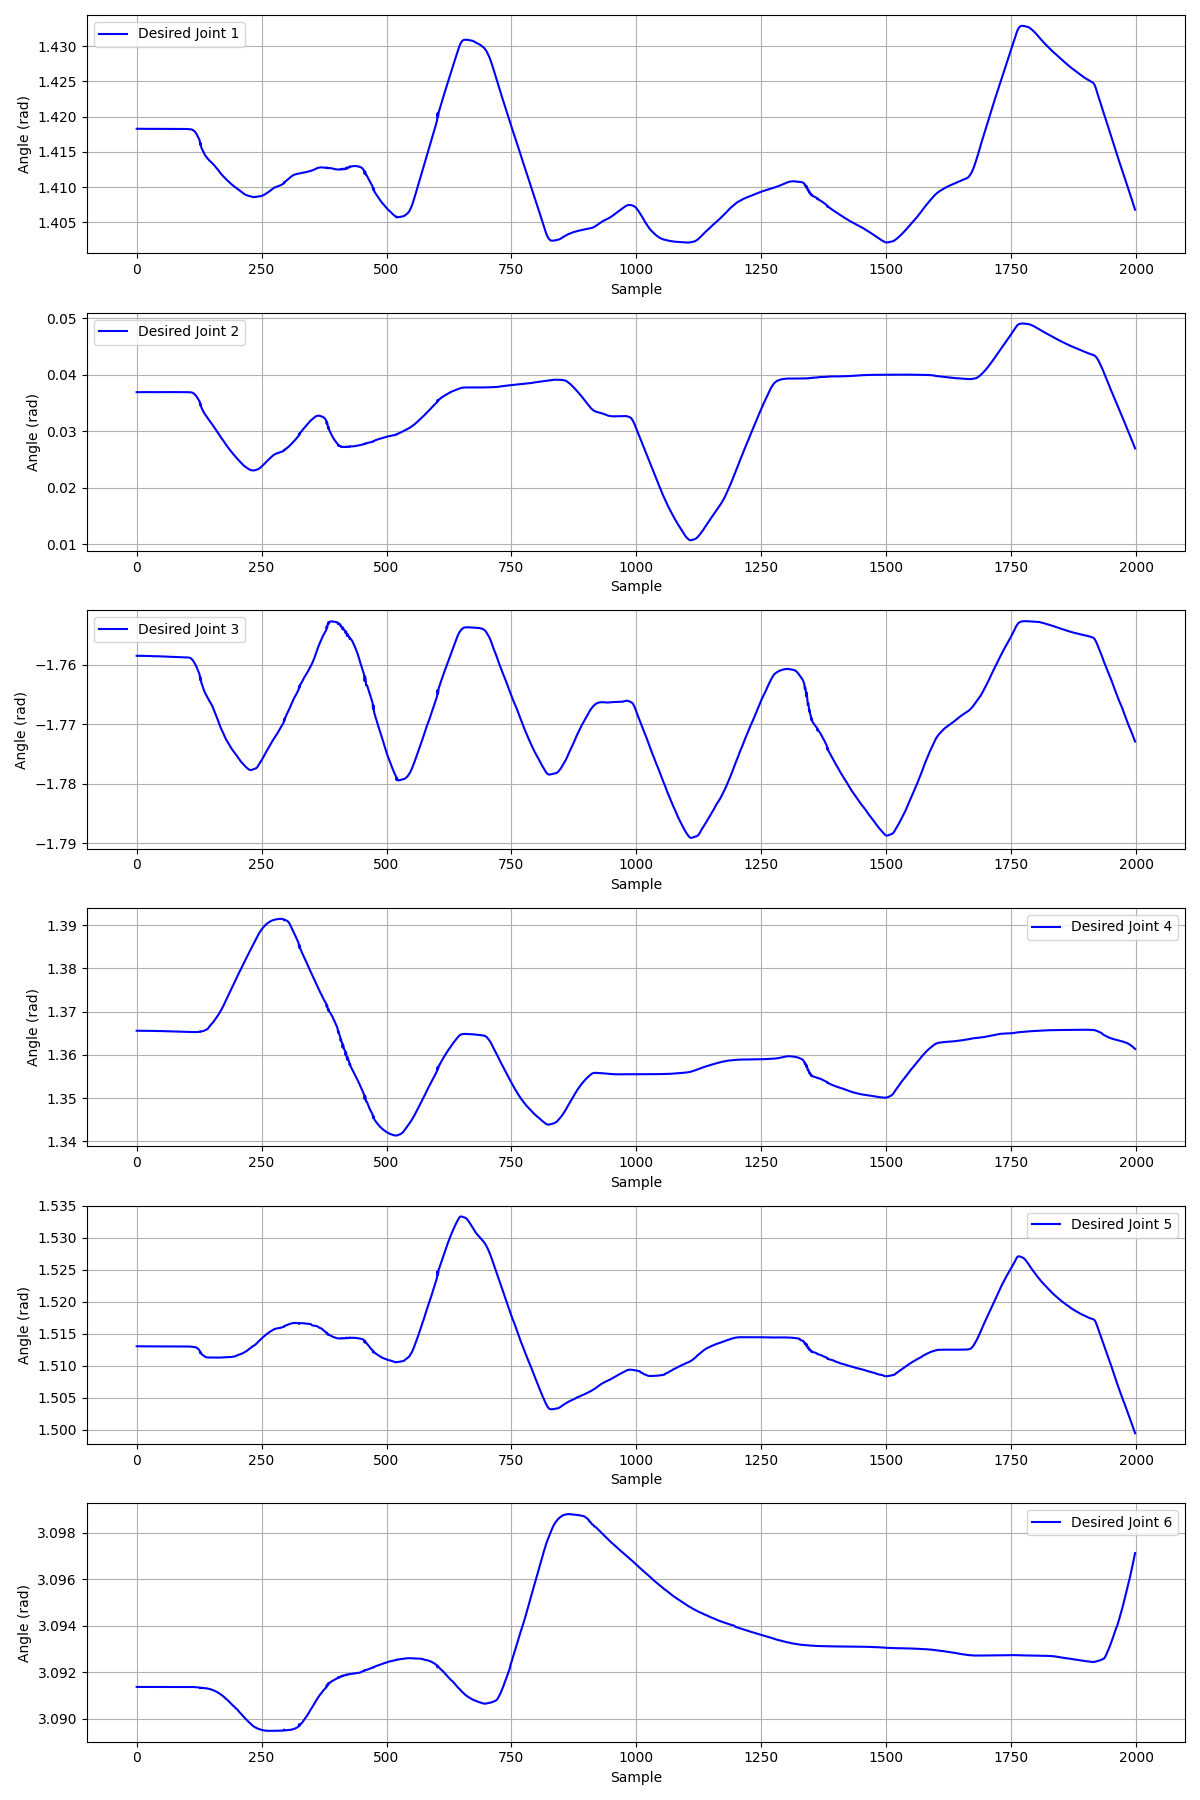 Desired Joint 1
Angle (rad)
1.430
1.425
1.420
1.415
1.410
1.405
0 250 500 750 1000 1250 1500 1750 2000
Sample
Desired Joint 2
Angle (rad)
0.05
0.04
0.03
0.02
0.01
0 250 500 750 1000 1250 1500 1750 2000
Sample
Desired Joint 3
Angle (rad)
−1.76
−1.77
−1.78
−1.79
0 250 500 750 1000 1250 1500 1750 2000
Sample
Desired Joint 4
Angle (rad)
1.39
1.38
1.37
1.36
1.35
1.34
0 250 500 750 1000 1250 1500 1750 2000
Sample
Desired Joint 5
Angle (rad)
1.535
1.530
1.525
1.520
1.515
1.510
1.505
1.500
0 250 500 750 1000 1250 1500 1750 2000
Sample
Desired Joint 6
Angle (rad)
3.098
3.096
3.094
3.092
3.090
0 250 500 750 1000 1250 1500 1750 2000
Sample